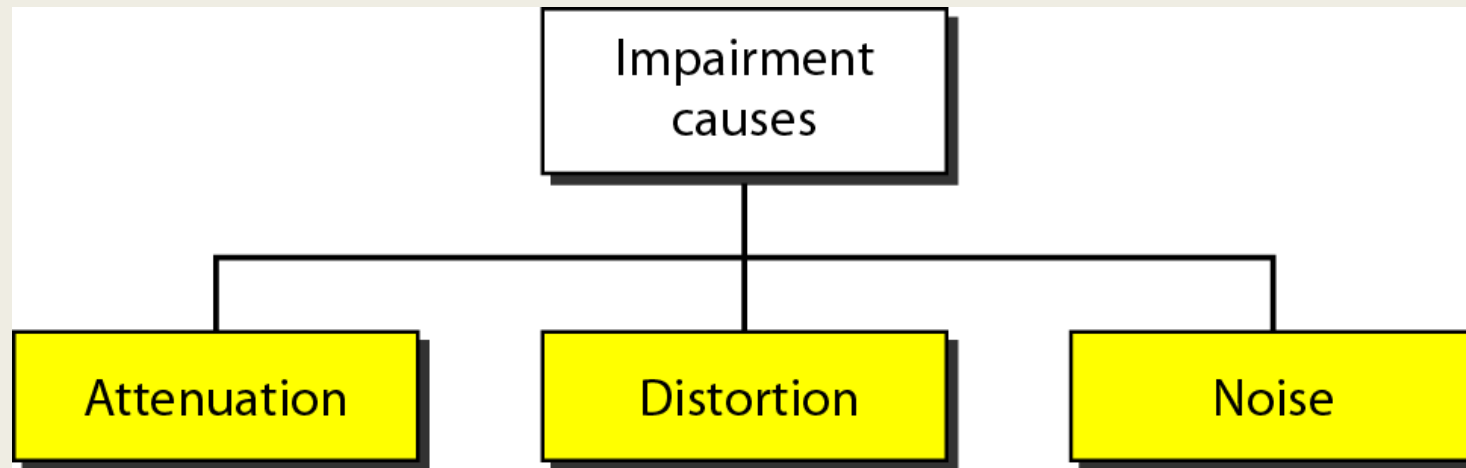 Impairment
causes
Attenuation
Distortion
Noise